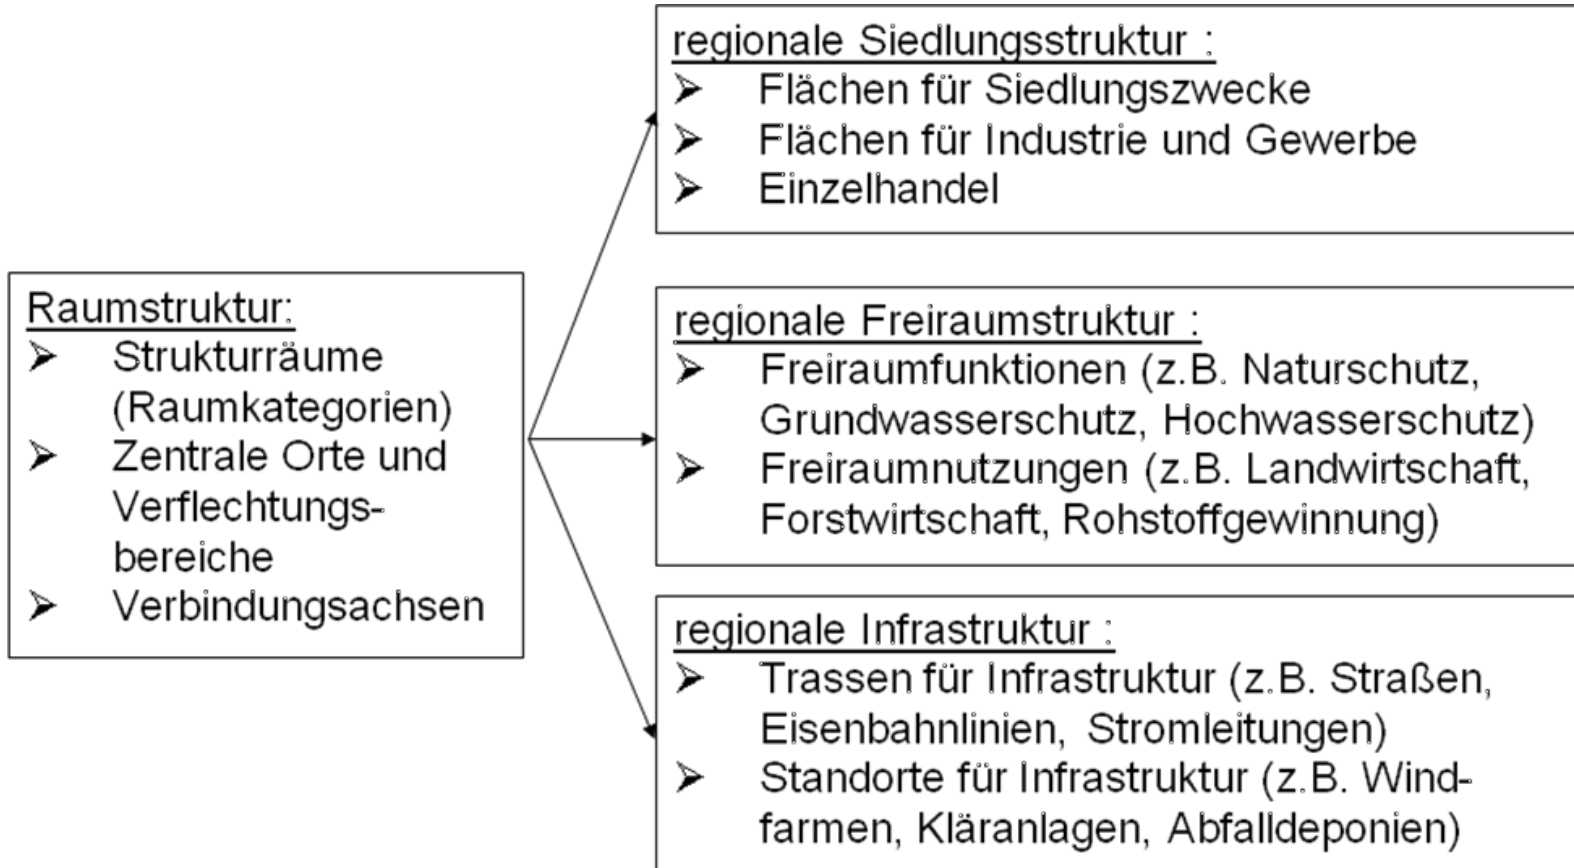 Raumstruktur:
➢ Strukturräume
(Raumkategorien)
➢ Zentrale Orte und
Verflechtungs-
bereiche
➢ Verbindungsachsen
regionale Siedlungsstruktur :
➢ Flächen für Siedlungszwecke
➢ Flächen für Industrie und Gewerbe
➢ Einzelhandel
regionale Freiraumstruktur :
➢ Freiraumfunktionen (z.B. Naturschutz,
Grundwasserschutz, Hochwasserschutz)
➢ Freiraumnutzungen (z.B. Landwirtschaft,
Forstwirtschaft, Rohstoffgewinnung)
regionale Infrastruktur :
➢ Trassen für Infrastruktur (z.B. Straßen,
Eisenbahnlinien, Stromleitungen)
➢ Standorte für Infrastruktur (z.B. Wind-
farmen, Kläranlagen, Abfalldeponien)